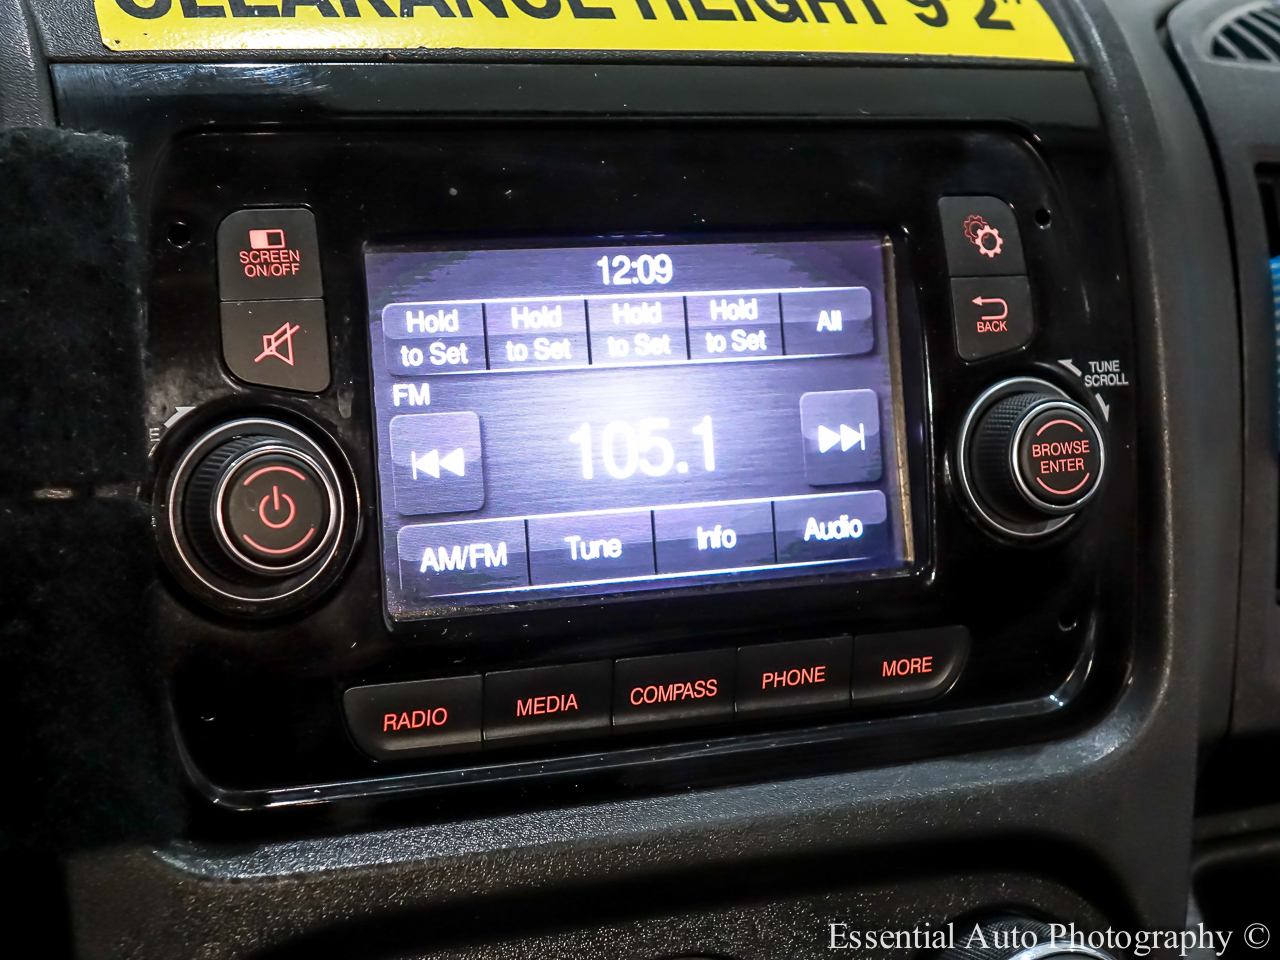 CLEARANCE HEIGHT 9'2"
SCREEN
ON/OFF
BACK
TUNE
SCROLL
BROWSE
ENTER
12:09
Hold
to Set
Hold
to Set
Hold
to Set
Hold
to Set
All
FM
105.1
AM/FM
Tune
Info
Audio
RADIO
MEDIA
COMPASS
PHONE
MORE
Essential Auto Photography ©